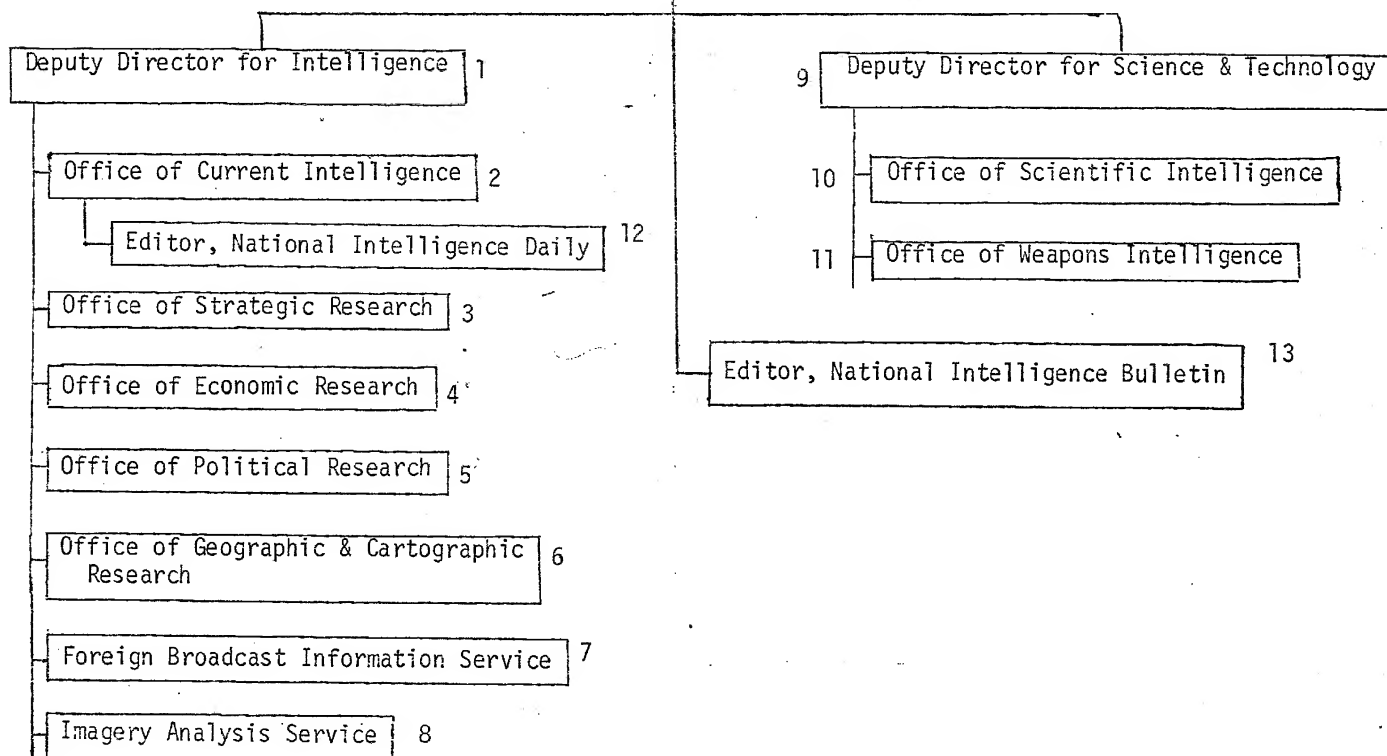 Deputy Director for Intelligence 1
Office of Current Intelligence 2
Editor, National Intelligence Daily 12
Office of Strategic Research 3
Office of Economic Research 4
Office of Political Research 5
Office of Geographic & Cartographic 6
Research
Foreign Broadcast Information Service 7
Imagery Analysis Service 8
9 Deputy Director for Science & Technology
10 Office of Scientific Intelligence
11 Office of Weapons Intelligence
Editor, National Intelligence Bulletin 13